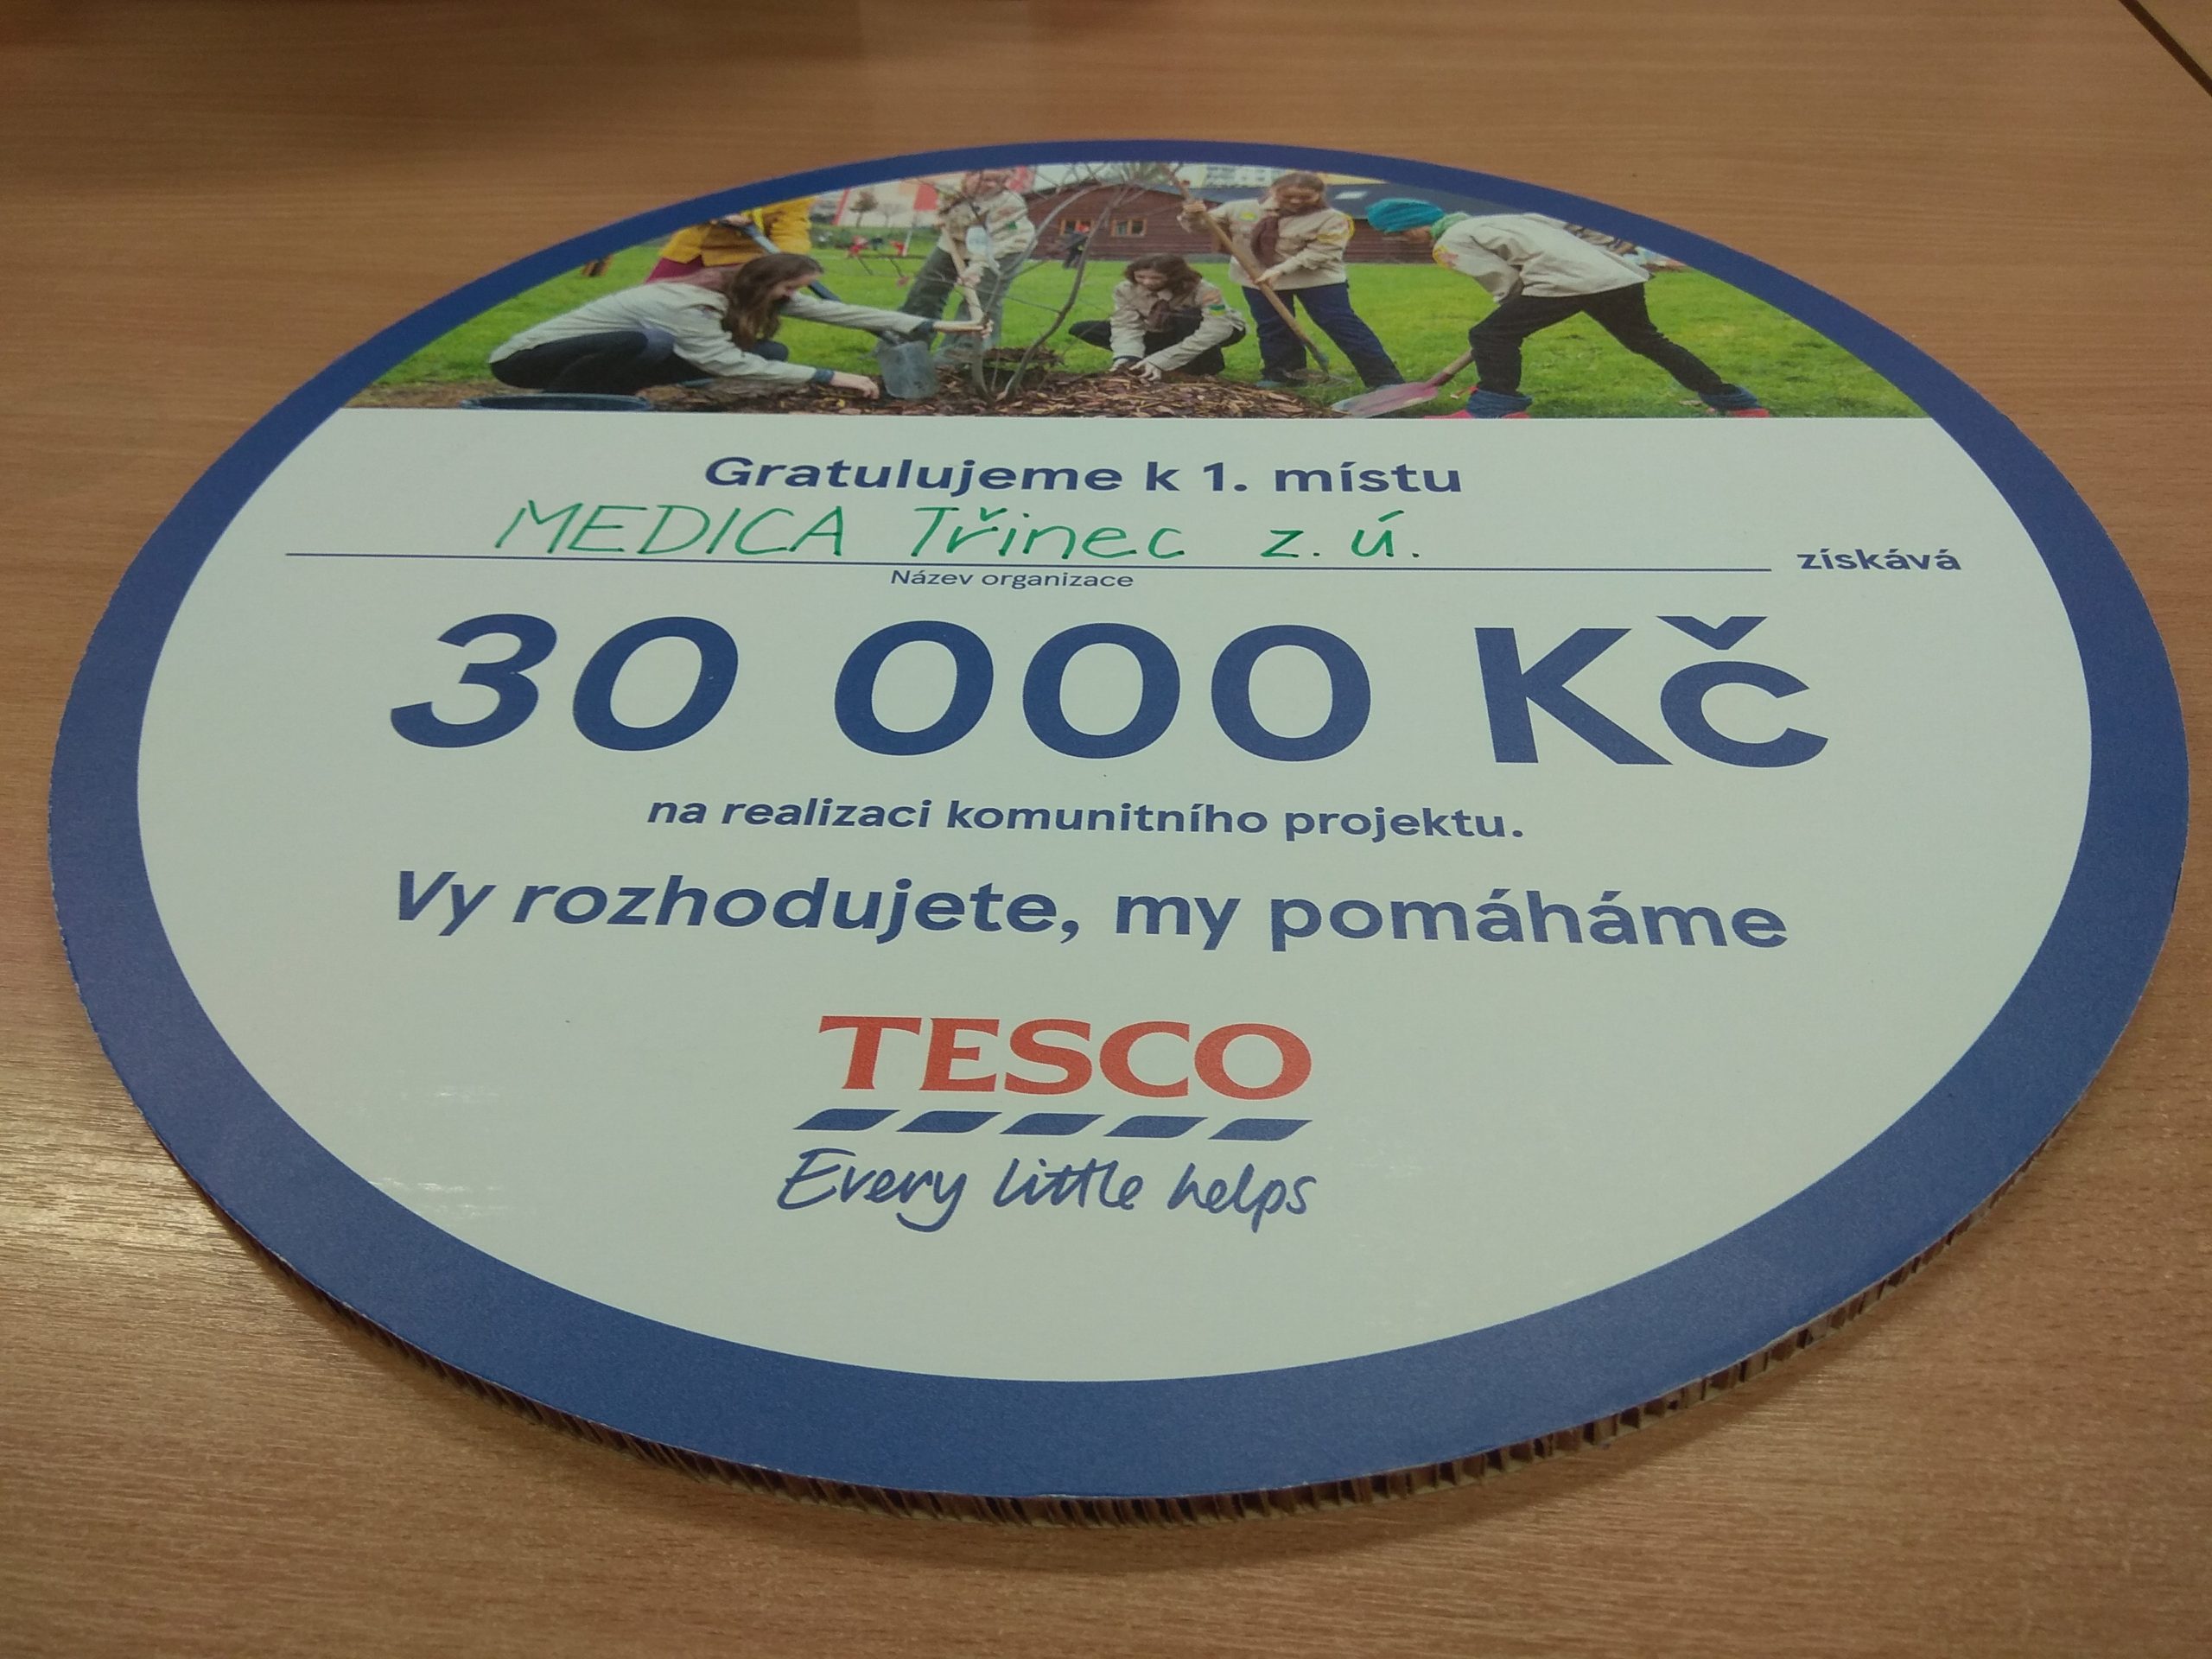 Gratulujeme k 1. místu
MEDICA Třinec z. ú. získává
Název organizace
30 000 Kč
na realizaci komunitního projektu.
Vy rozhodujete, my pomáháme
TESCO
Every little helps